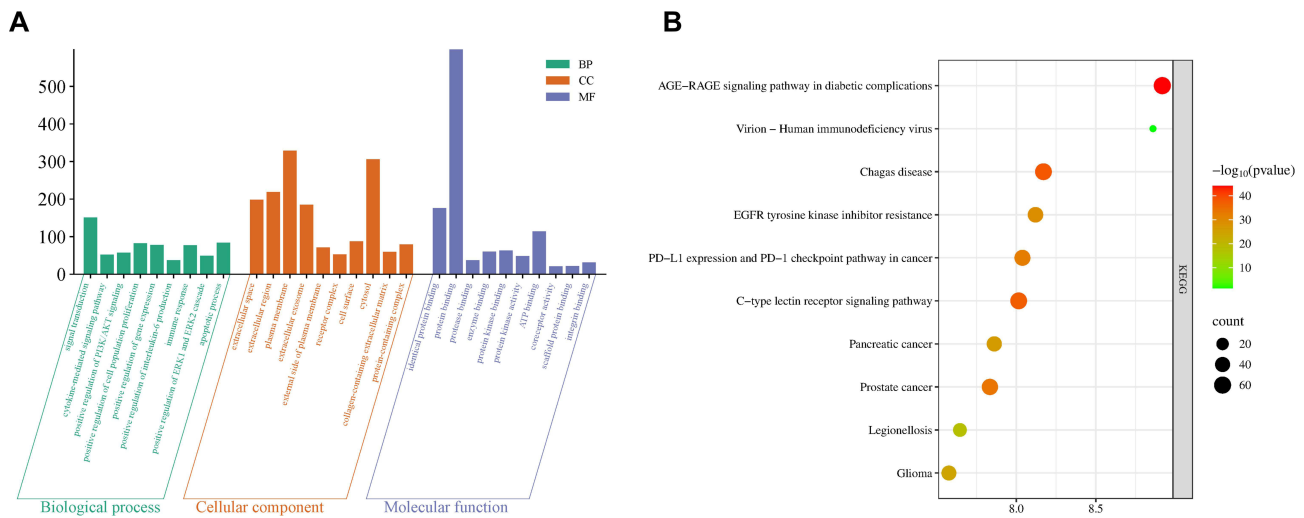 A
500
400
300
200
100
0
BP
CC
MF
signal transduction
cytokine-mediated signaling pathway
positive regulation of PI3K/AKT signaling
positive regulation of cell population proliferation
positive regulation of gene expression
positive regulation of interleukin-6 production
immune response
positive regulation of ERK1 and ERK2 cascade
apoptotic process
extracellular space
extracellular region
plasma membrane
extracellular exosome
external side of plasma membrane
receptor complex
cell surface
cytosol
collagen-containing extracellular matrix
protein-containing complex
identical protein binding
protein binding
protease binding
enzyme binding
protein kinase binding
protein kinase activity
ATP binding
coreceptor activity
scaffold protein binding
integrin binding
Biological process
Cellular component
Molecular function
B
AGE−RAGE signaling pathway in diabetic complications
Virion − Human immunodeficiency virus
Chagas disease
EGFR tyrosine kinase inhibitor resistance
PD−L1 expression and PD−1 checkpoint pathway in cancer
C−type lectin receptor signaling pathway
Pancreatic cancer
Prostate cancer
Legionellosis
Glioma
8.0
8.5
KEGG
−log10(pvalue)
40
30
20
10
count
20
40
60